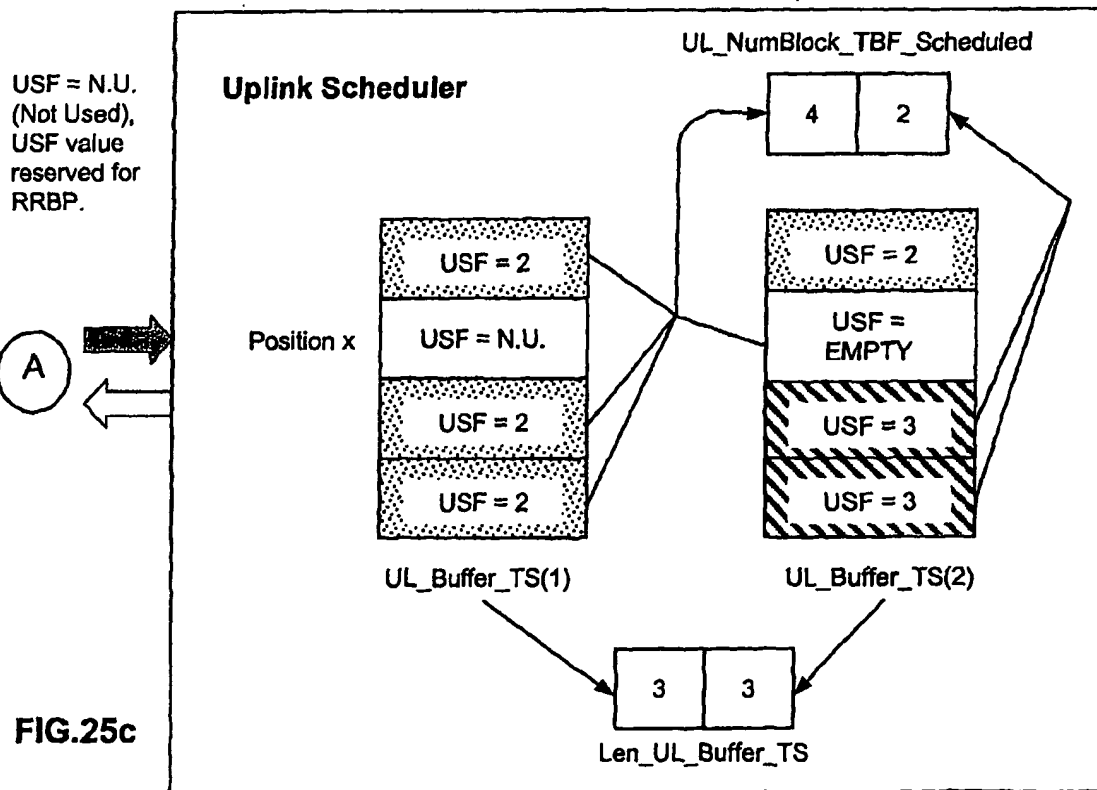 UL_NumBlock_TBF_Scheduled
USF = N.U.
(Not Used),
USF value
reserved for
RRBP.
Uplink Scheduler
4 2
USF = 2
USF = 2
Position x
USF = N.U.
USF =
EMPTY
A
USF = 2
USF = 3
USF = 2
USF = 3
UL_Buffer_TS(1)
UL_Buffer_TS(2)
3 3
Len_UL_Buffer_TS
FIG.25c